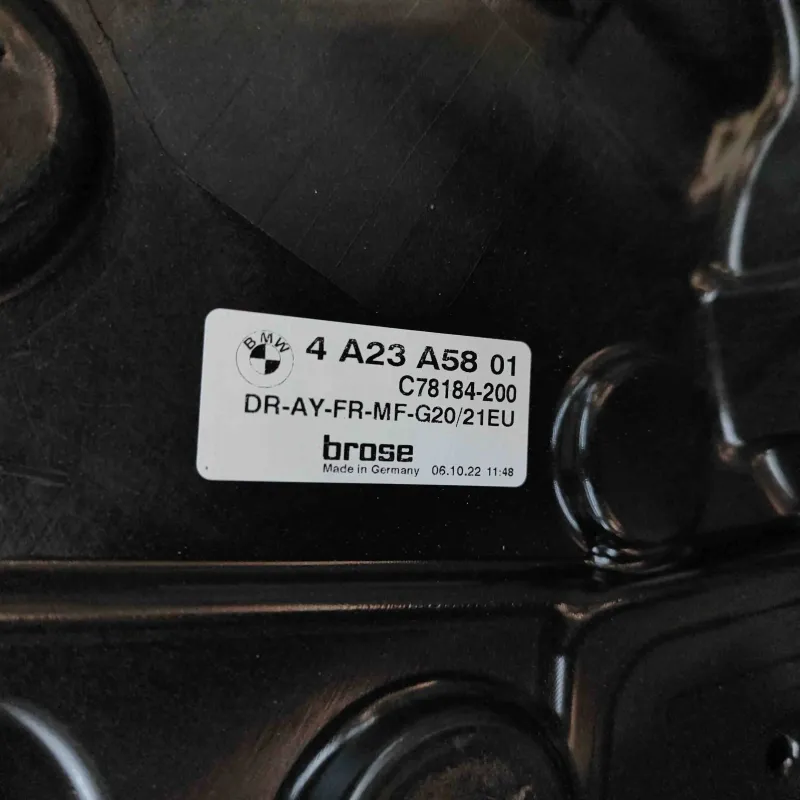 BMW
4 A23 A58 01
C78184-200
DR-AY-FR-MF-G20/21EU
brose
Made in Germany 06.10.22 11:48